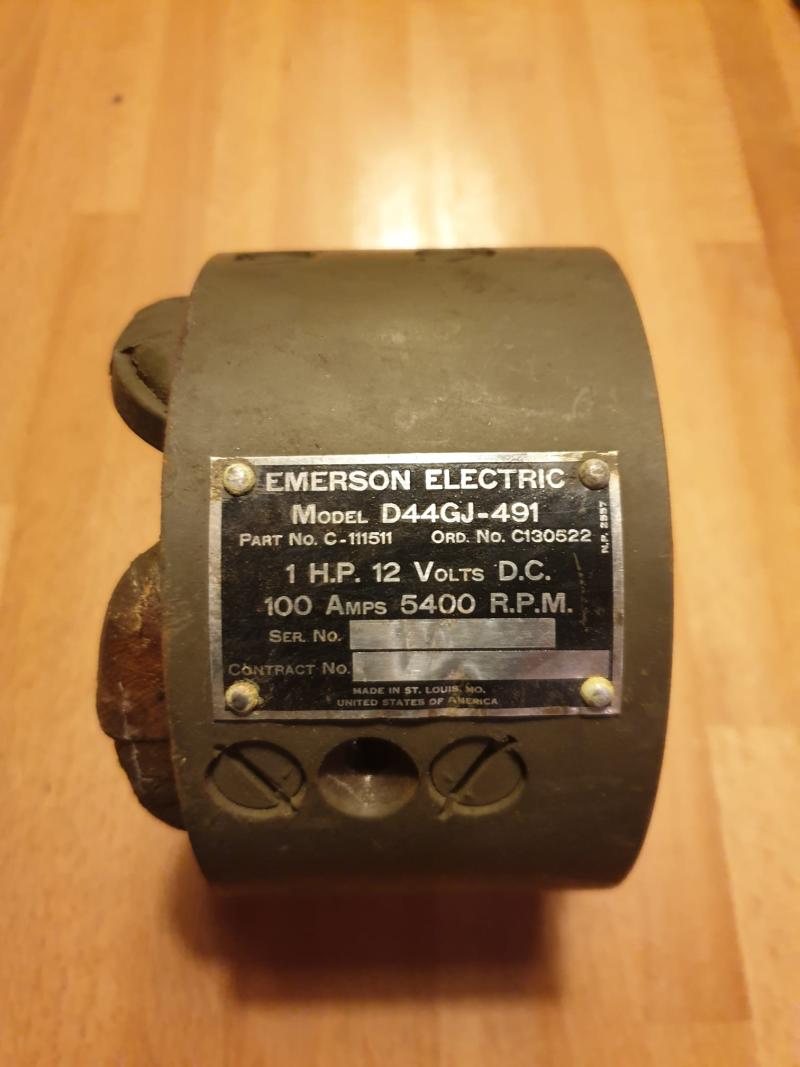 EMERSON ELECTRIC
MODEL D44GJ-491
PART NO. C-111511 ORD. NO. C130522
N.P. 2557
1 H.P. 12 VOLTS D.C.
100 AMPS 5400 R.P.M.
SER. NO.
CONTRACT NO.
MADE IN ST. LOUIS, MO.
UNITED STATES OF AMERICA